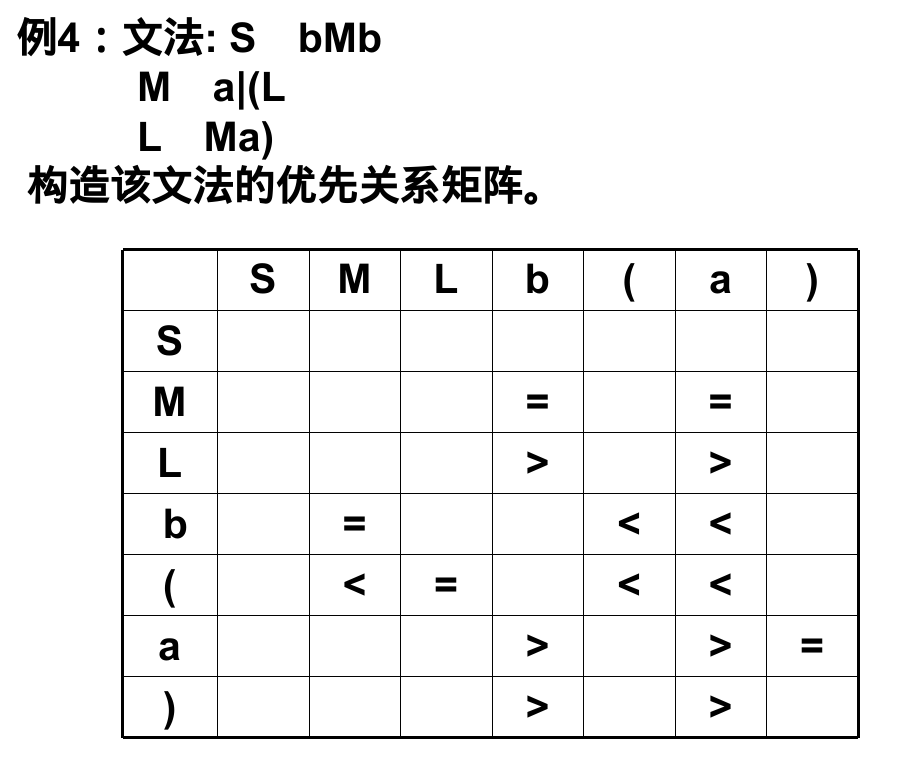 例4：文法: S bMb
M a|(L
L Ma)
构造该文法的优先关系矩阵。
S M L b ( a )
S
M = =
L > >
b = < <
( < = < <
a > > =
) > >